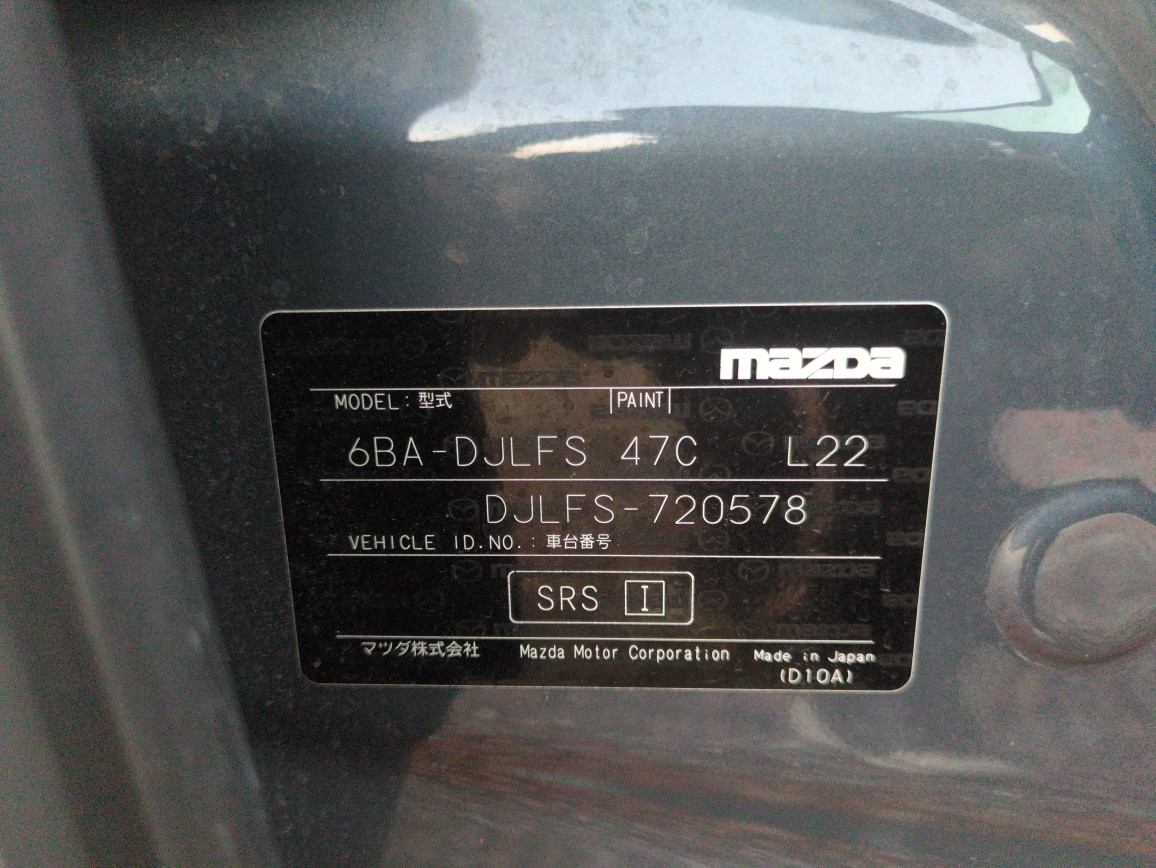 mazda
MODEL: 型式 PAINT
6BA-DJLFS 47C L22
DJLFS-720578
VEHICLE ID.NO.: 車台番号
SRS I
マツダ株式会社 Mazda Motor Corporation Made in Japan
(D10A)